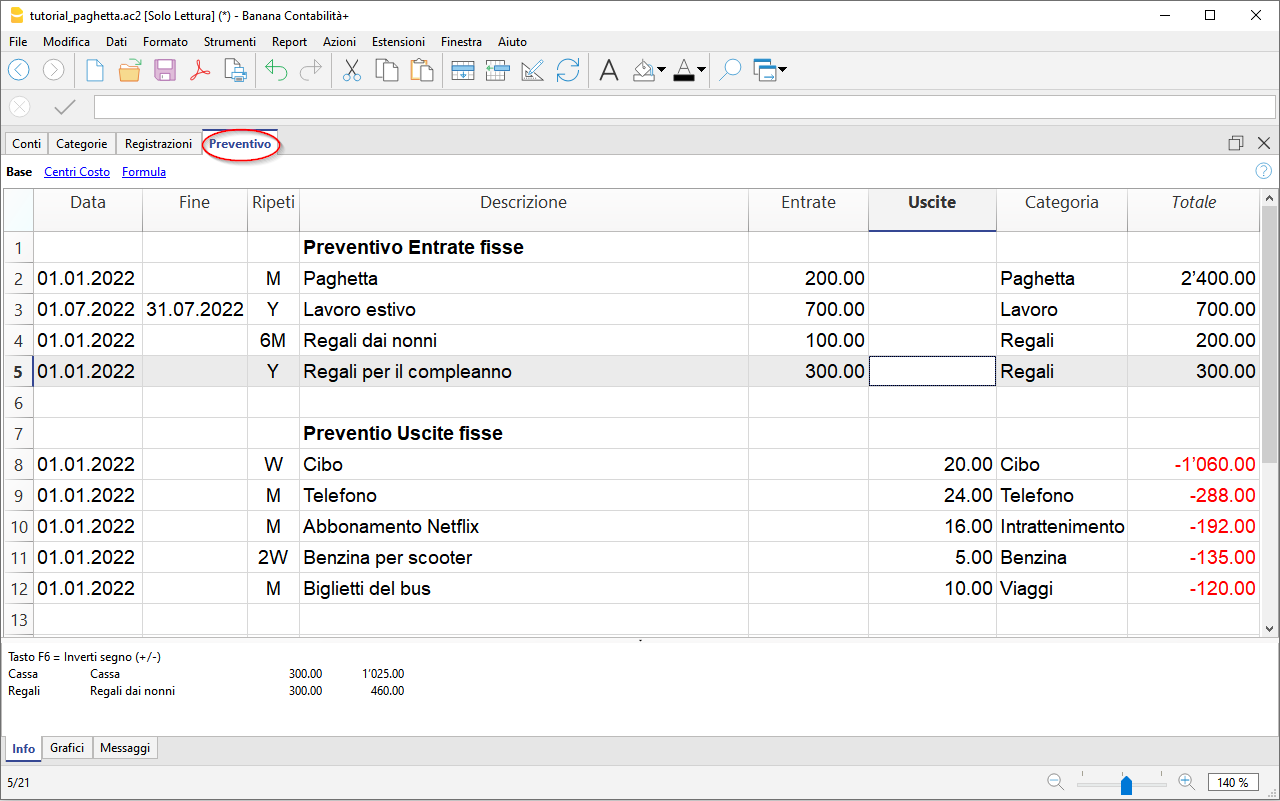 tutorial_paghetta.ac2 [Solo Lettura] (*) - Banana Contabilità+
File Modifica Dati Formato Strumenti Report Azioni Estensioni Finestra Aiuto
Conti Categorie Registrazioni Preventivo
Base Centri Costo Formula
Data Fine Ripeti Descrizione Entrate Uscite Categoria Totale
1 Preventivo Entrate fisse
2 01.01.2022 M Paghetta 200.00 Paghetta 2’400.00
3 01.07.2022 31.07.2022 Y Lavoro estivo 700.00 Lavoro 700.00
4 01.01.2022 6M Regali dai nonni 100.00 Regali 200.00
5 01.01.2022 Y Regali per il compleanno 300.00 Regali 300.00
6
7 Preventio Uscite fisse
8 01.01.2022 W Cibo 20.00 Cibo -1’060.00
9 01.01.2022 M Telefono 24.00 Telefono -288.00
10 01.01.2022 M Abbonamento Netflix 16.00 Intrattenimento -192.00
11 01.01.2022 2W Benzina per scooter 5.00 Benzina -135.00
12 01.01.2022 M Biglietti del bus 10.00 Viaggi -120.00
13
Tasto F6 = Inverti segno (+/-)
Cassa Cassa 300.00 1’025.00
Regali Regali dai nonni 300.00 460.00
Info Grafici Messaggi
5/21 140 %